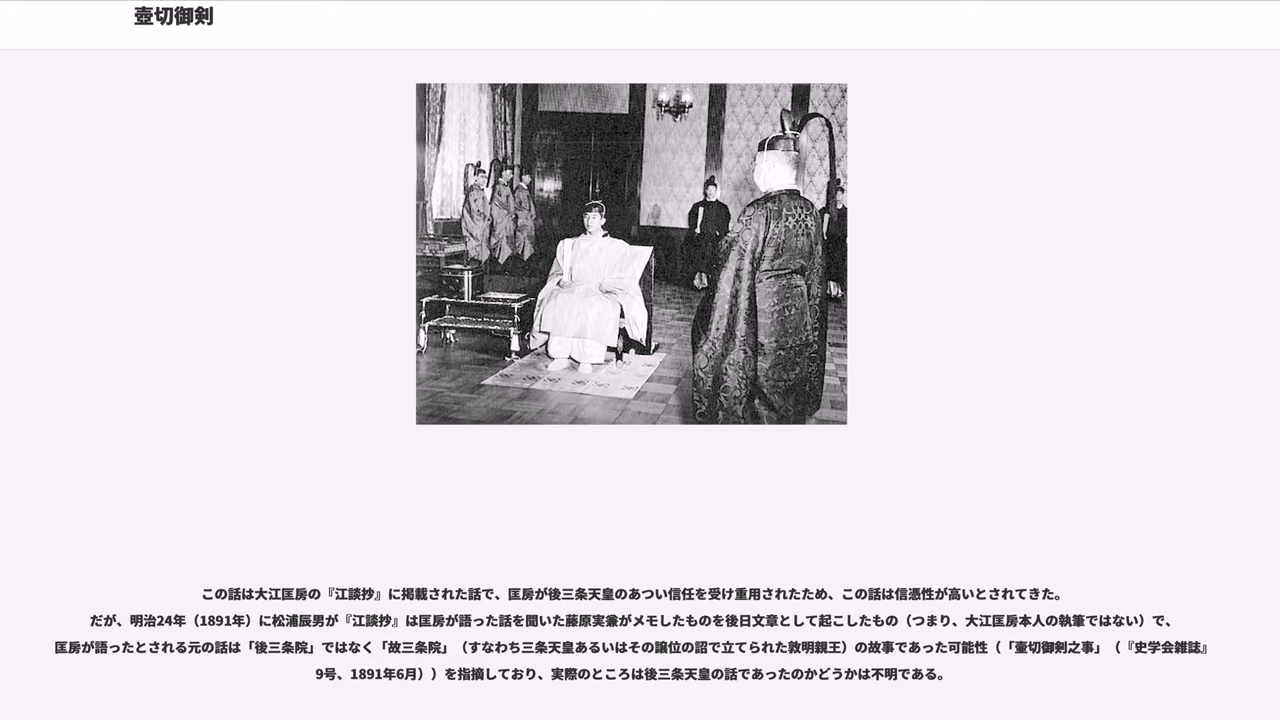 壺切御剣
この話は大江匡房の『江談抄』に掲載された話で、匡房が後三条天皇のあつい信任を受け重用されたため、この話は信憑性が高いとされてきた。
だが、明治24年（1891年）に松浦辰男が『江談抄』は匡房が語った話を聞いた藤原実兼がメモしたものを後日文章として起こしたもの（つまり、大江匡房本人の執筆ではない）で、
匡房が語ったとされる元の話は「後三条院」ではなく「故三条院」（すなわち三条天皇あるいはその譲位の詔で立てられた敦明親王）の故事であった可能性（「壷切御剣之事」（『史学会雑誌』
9号、1891年6月））を指摘しており、実際のところは後三条天皇の話であったのかどうかは不明である。